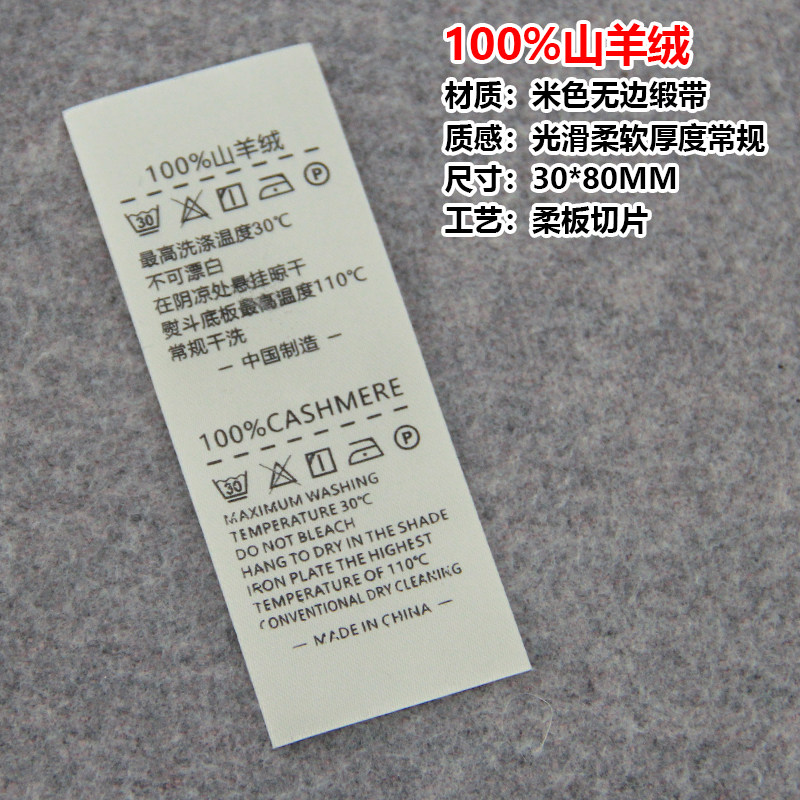 100%山羊绒
材质：米色无边缎带
质感：光滑柔软厚度常规
尺寸：30*80MM
工艺：柔板切片
100%山羊绒
30 P
最高洗涤温度30℃
不可漂白
在阴凉处悬挂晾干
熨斗底板最高温度110℃
常规干洗
— 中国制造 —
100%CASHMERE
30 P
MAXIMUM WASHING
TEMPERATURE 30℃
DO NOT BLEACH
HANG TO DRY IN THE SHADE
IRON PLATE THE HIGHEST
TEMPERATURE OF 110℃
CONVENTIONAL DRY CLEANING
— MADE IN CHINA —